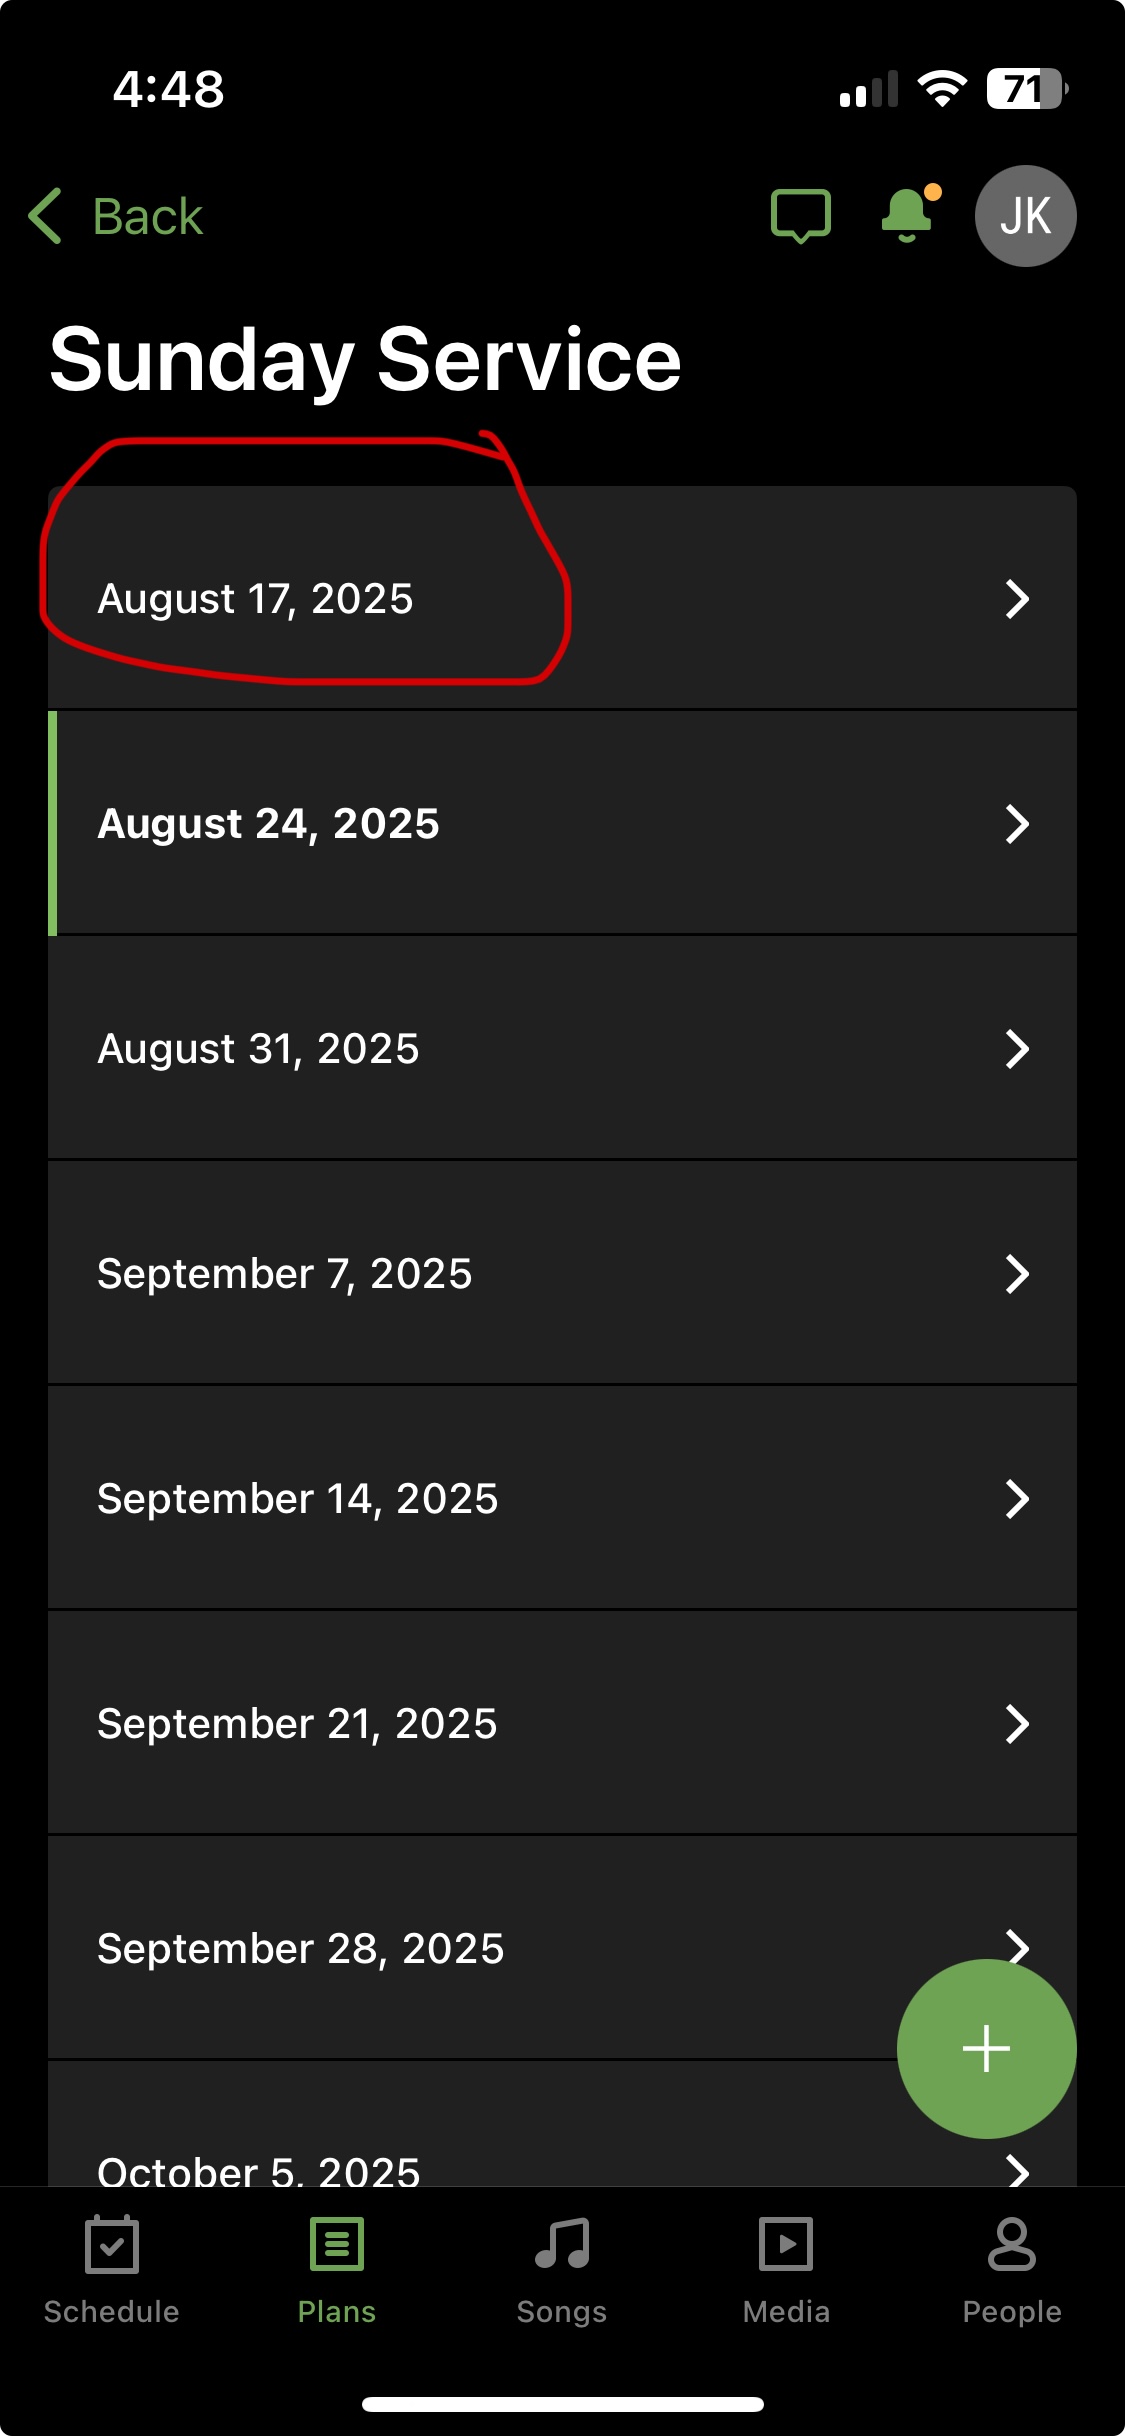 4:48
71
Back
JK
Sunday Service
August 17, 2025
August 24, 2025
August 31, 2025
September 7, 2025
September 14, 2025
September 21, 2025
September 28, 2025
October 5, 2025
Schedule Plans Songs Media People